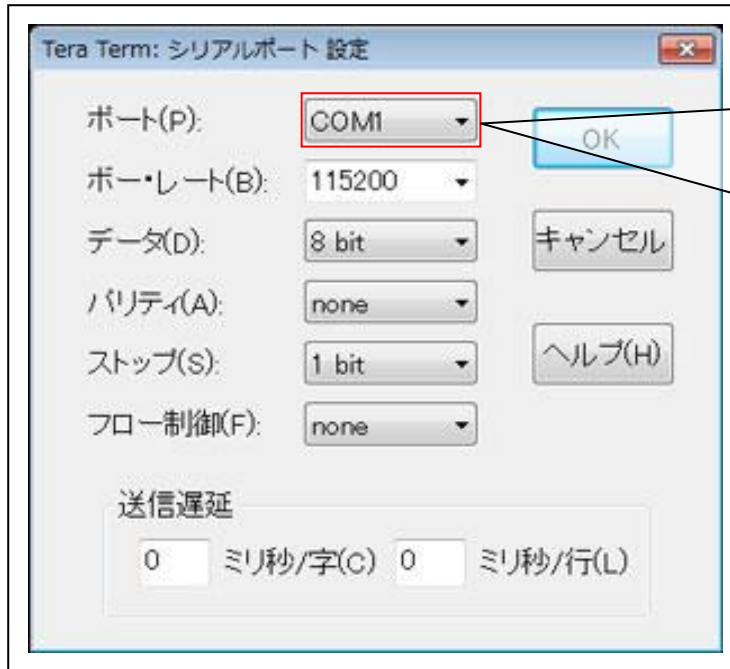 Tera Term: シリアルポート 設定
ポート(P): COM1 OK
ボー・レート(B): 115200
データ(D): 8 bit キャンセル
パリティ(A): none
ストップ(S): 1 bit ヘルプ(H)
フロー制御(F): none
送信遅延
0 ミリ秒/字(C) 0 ミリ秒/行(L)